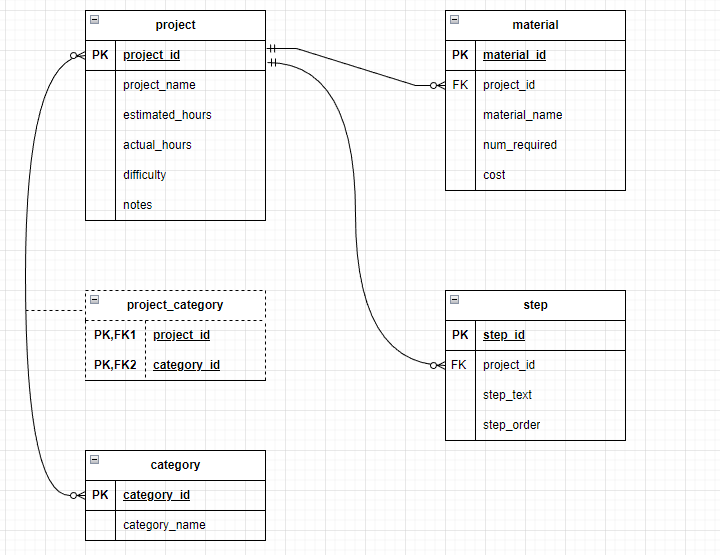 project
PK project_id
project_name
estimated_hours
actual_hours
difficulty
notes
material
PK material_id
FK project_id
material_name
num_required
cost
project_category
PK,FK1 project_id
PK,FK2 category_id
step
PK step_id
FK project_id
step_text
step_order
category
PK category_id
category_name